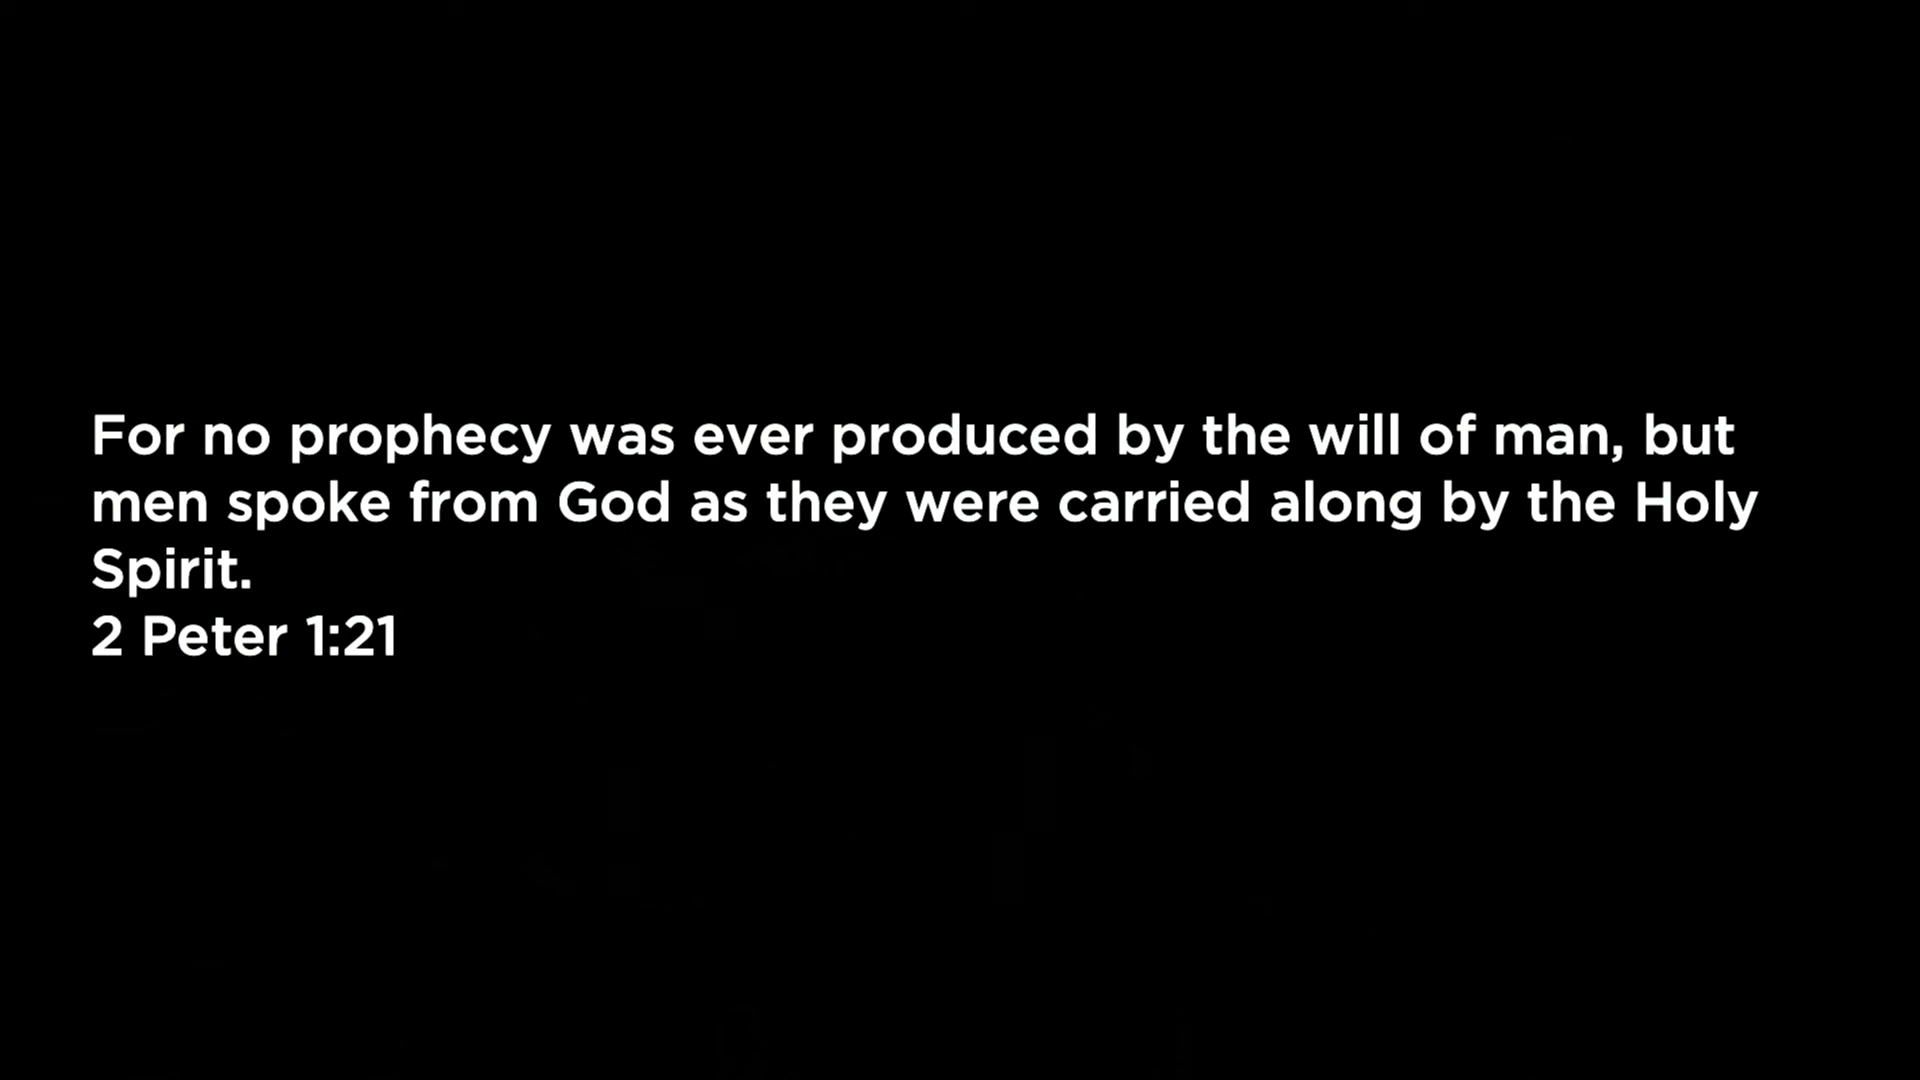 For no prophecy was ever produced by the will of man, but
men spoke from God as they were carried along by the Holy
Spirit.
2 Peter 1:21